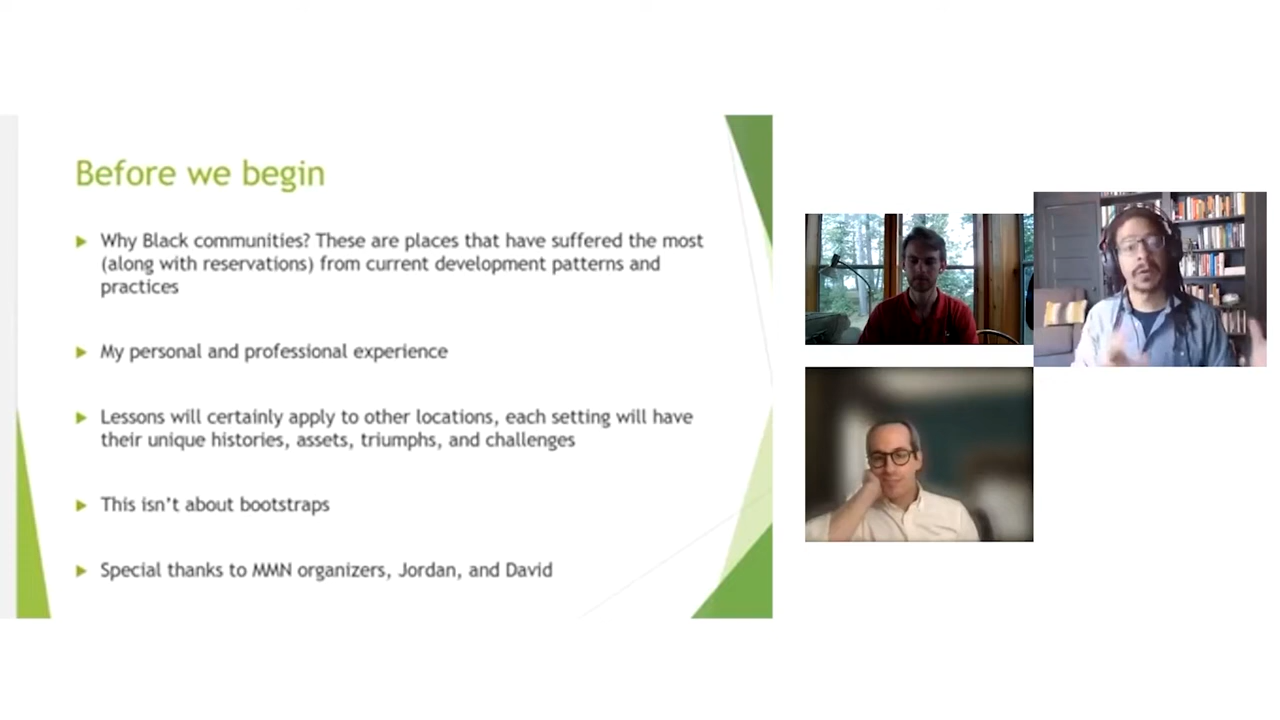 Before we begin
Why Black communities? These are places that have suffered the most
(along with reservations) from current development patterns and
practices
My personal and professional experience
Lessons will certainly apply to other locations, each setting will have
their unique histories, assets, triumphs, and challenges
This isn't about bootstraps
Special thanks to MMN organizers, Jordan, and David